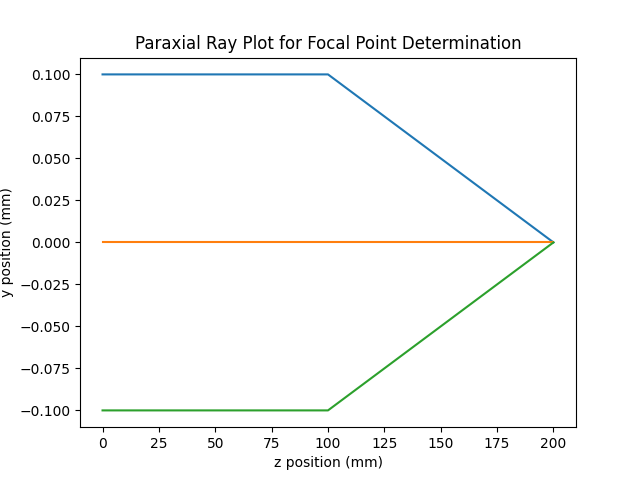 Paraxial Ray Plot for Focal Point Determination
0.100
0.075
0.050
0.025
0.000
−0.025
−0.050
−0.075
−0.100
y position (mm)
0 25 50 75 100 125 150 175 200
z position (mm)